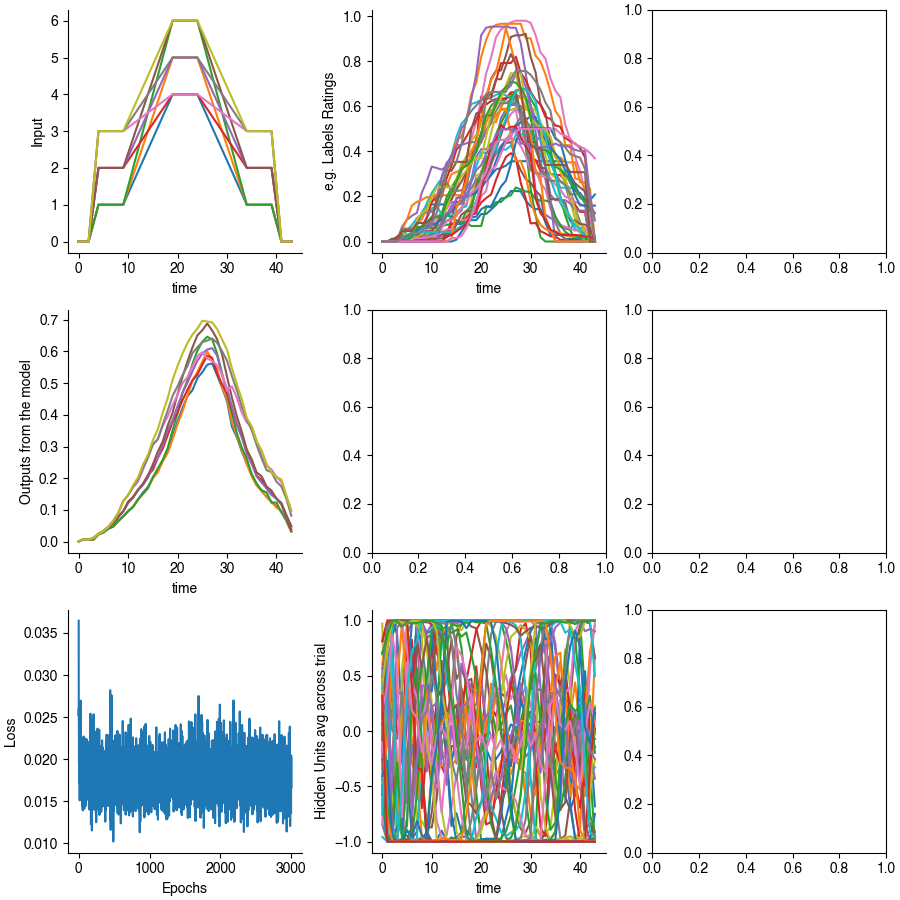 6
5
4
3
2
1
0
Input
0 10 20 30 40
time
1.0
0.8
0.6
0.4
0.2
0.0
e.g. Labels Ratings
0 10 20 30 40
time
1.0
0.8
0.6
0.4
0.2
0.0
0.0 0.2 0.4 0.6 0.8 1.0
0.7
0.6
0.5
0.4
0.3
0.2
0.1
0.0
Outputs from the model
0 10 20 30 40
time
1.0
0.8
0.6
0.4
0.2
0.0
0.0 0.2 0.4 0.6 0.8 1.0
1.0
0.8
0.6
0.4
0.2
0.0
0.0 0.2 0.4 0.6 0.8 1.0
0.035
0.030
0.025
0.020
0.015
0.010
Loss
0 1000 2000 3000
Epochs
1.0
0.5
0.0
−0.5
−1.0
Hidden Units avg across trial
0 10 20 30 40
time
1.0
0.8
0.6
0.4
0.2
0.0
0.0 0.2 0.4 0.6 0.8 1.0